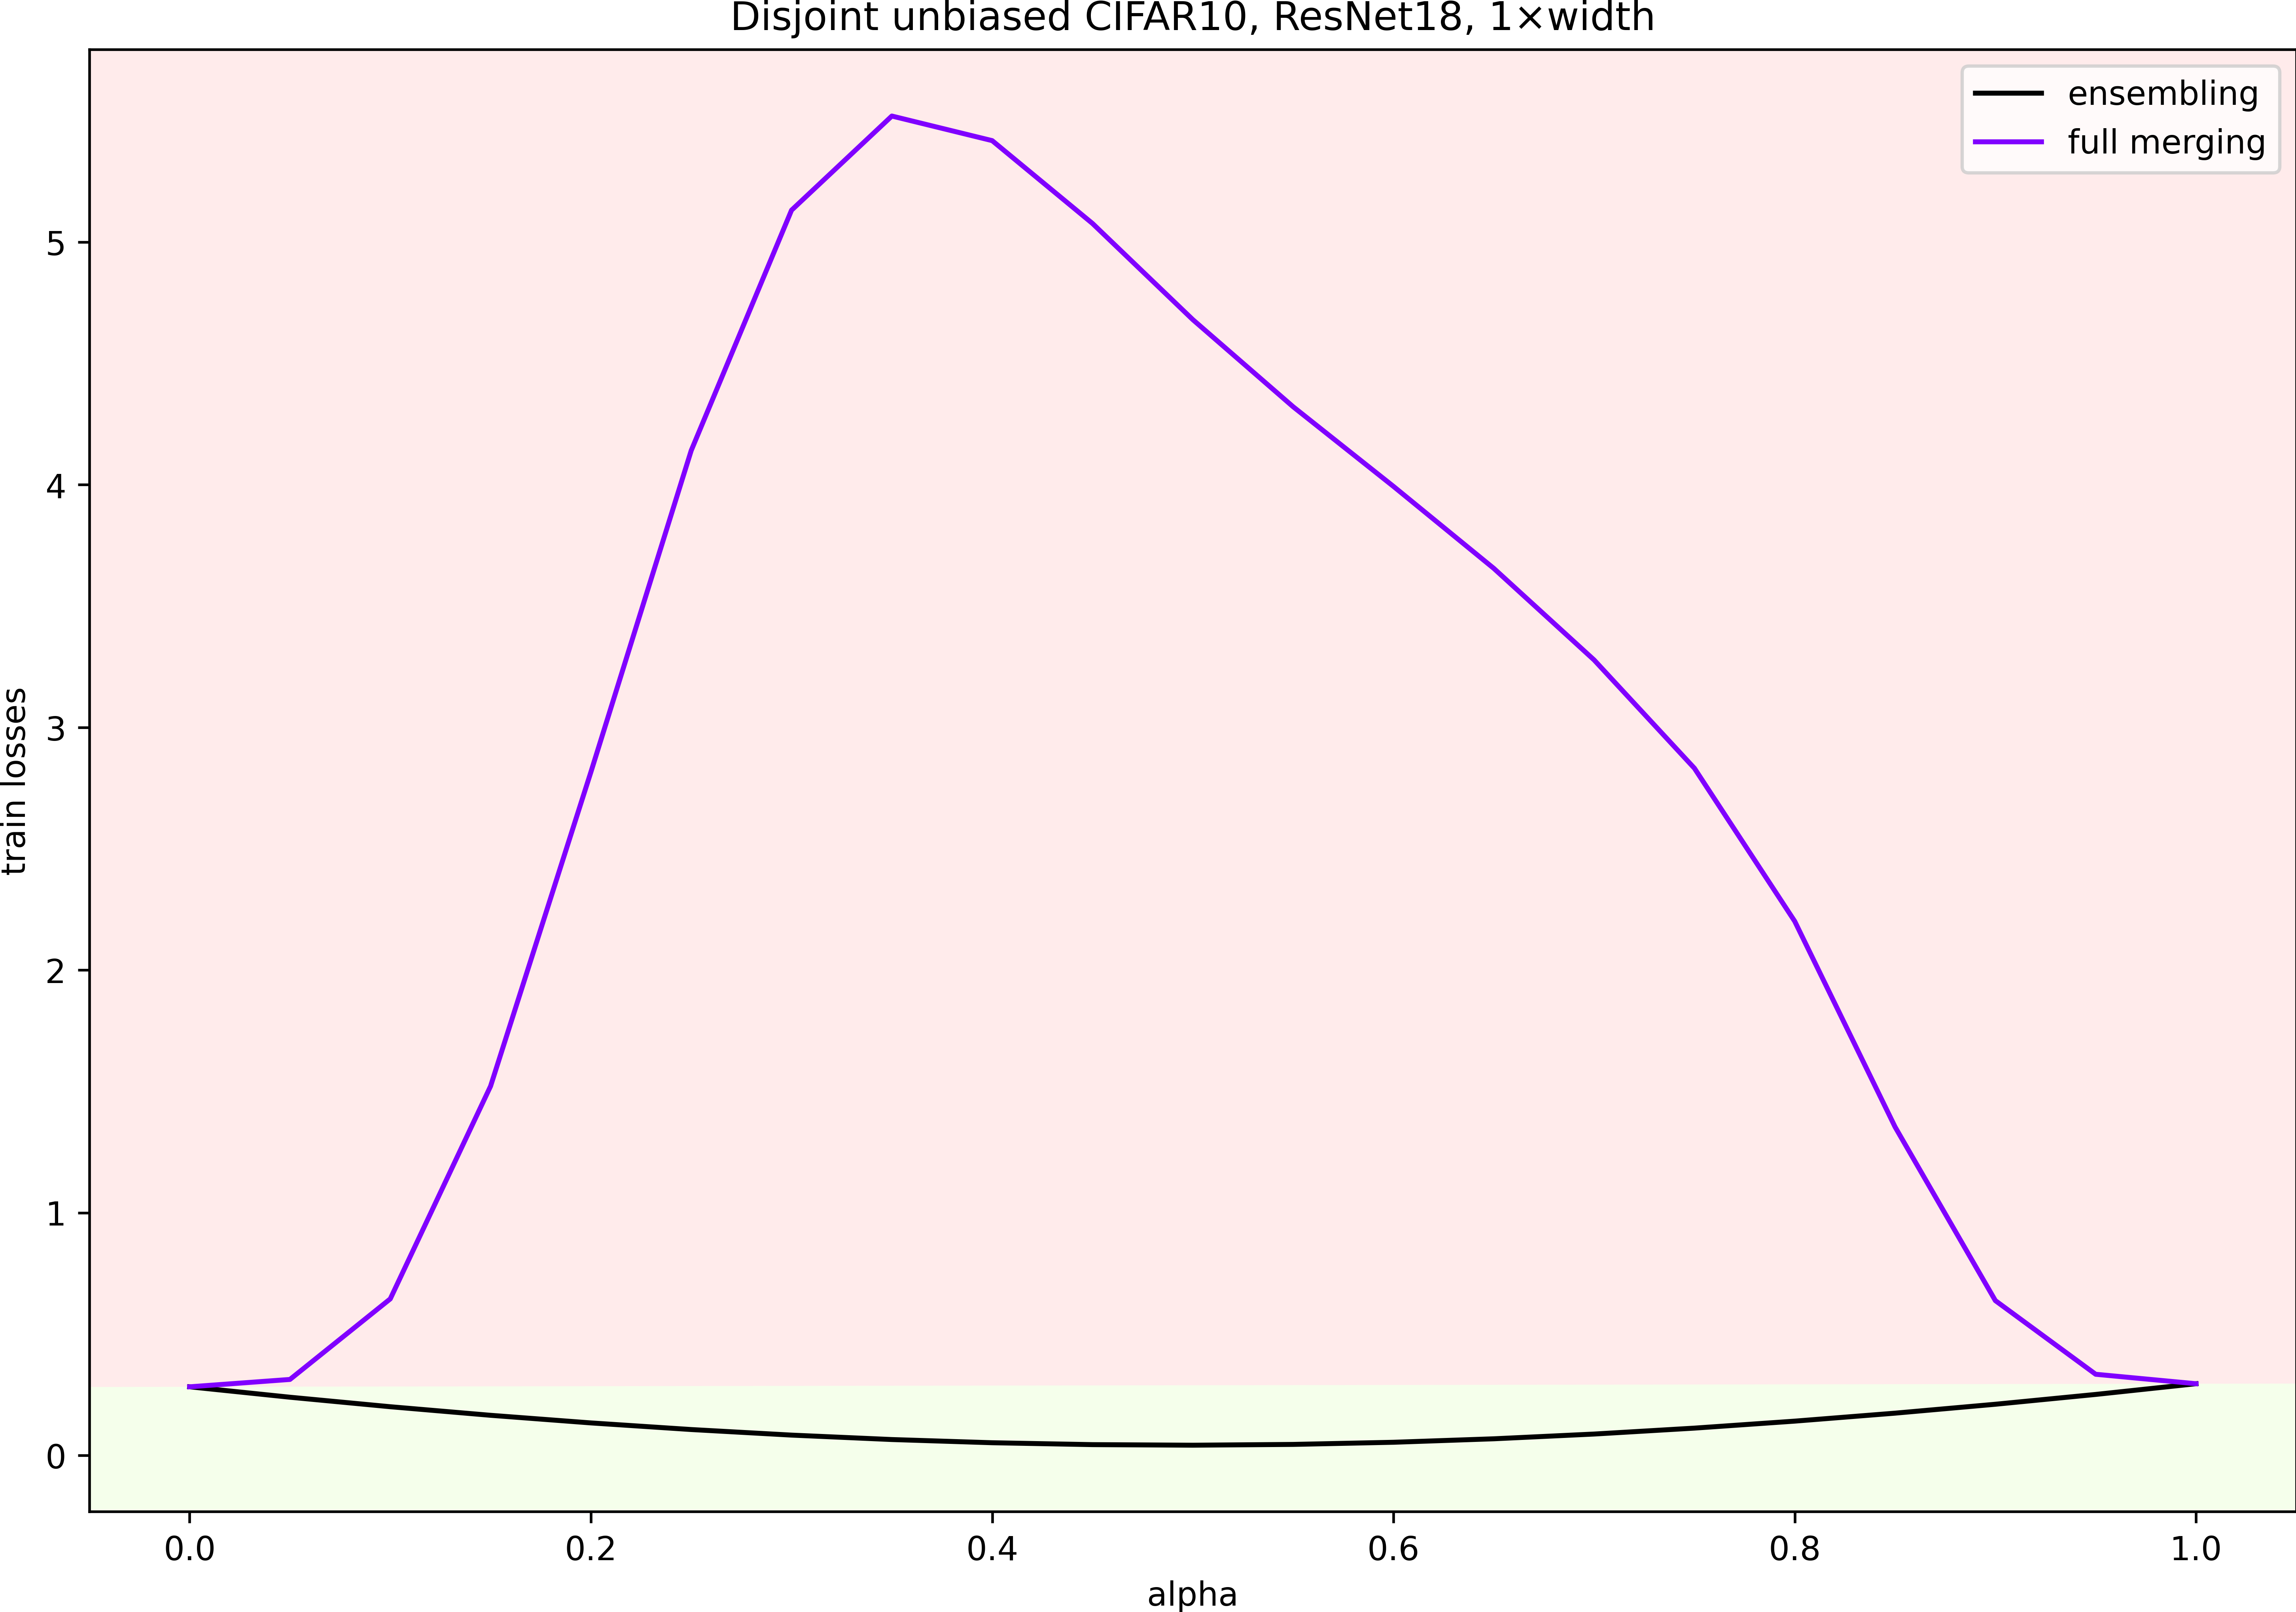 Disjoint unbiased CIFAR10, ResNet18, 1×width
ensembling
full merging
train losses
5
4
3
2
1
0
0.0
0.2
0.4
0.6
0.8
1.0
alpha